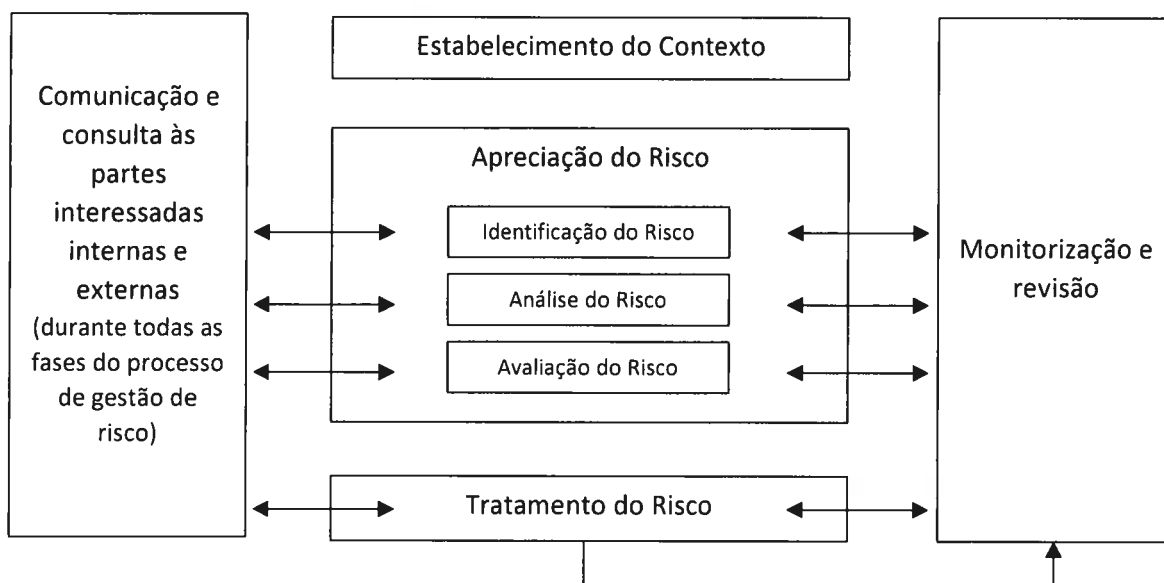 Comunicação e
consulta às
partes
interessadas
internas e
externas
(durante todas as
fases do processo
de gestão de
risco)
Estabelecimento do Contexto
Apreciação do Risco
Identificação do Risco
Análise do Risco
Avaliação do Risco
Tratamento do Risco
Monitorização e
revisão